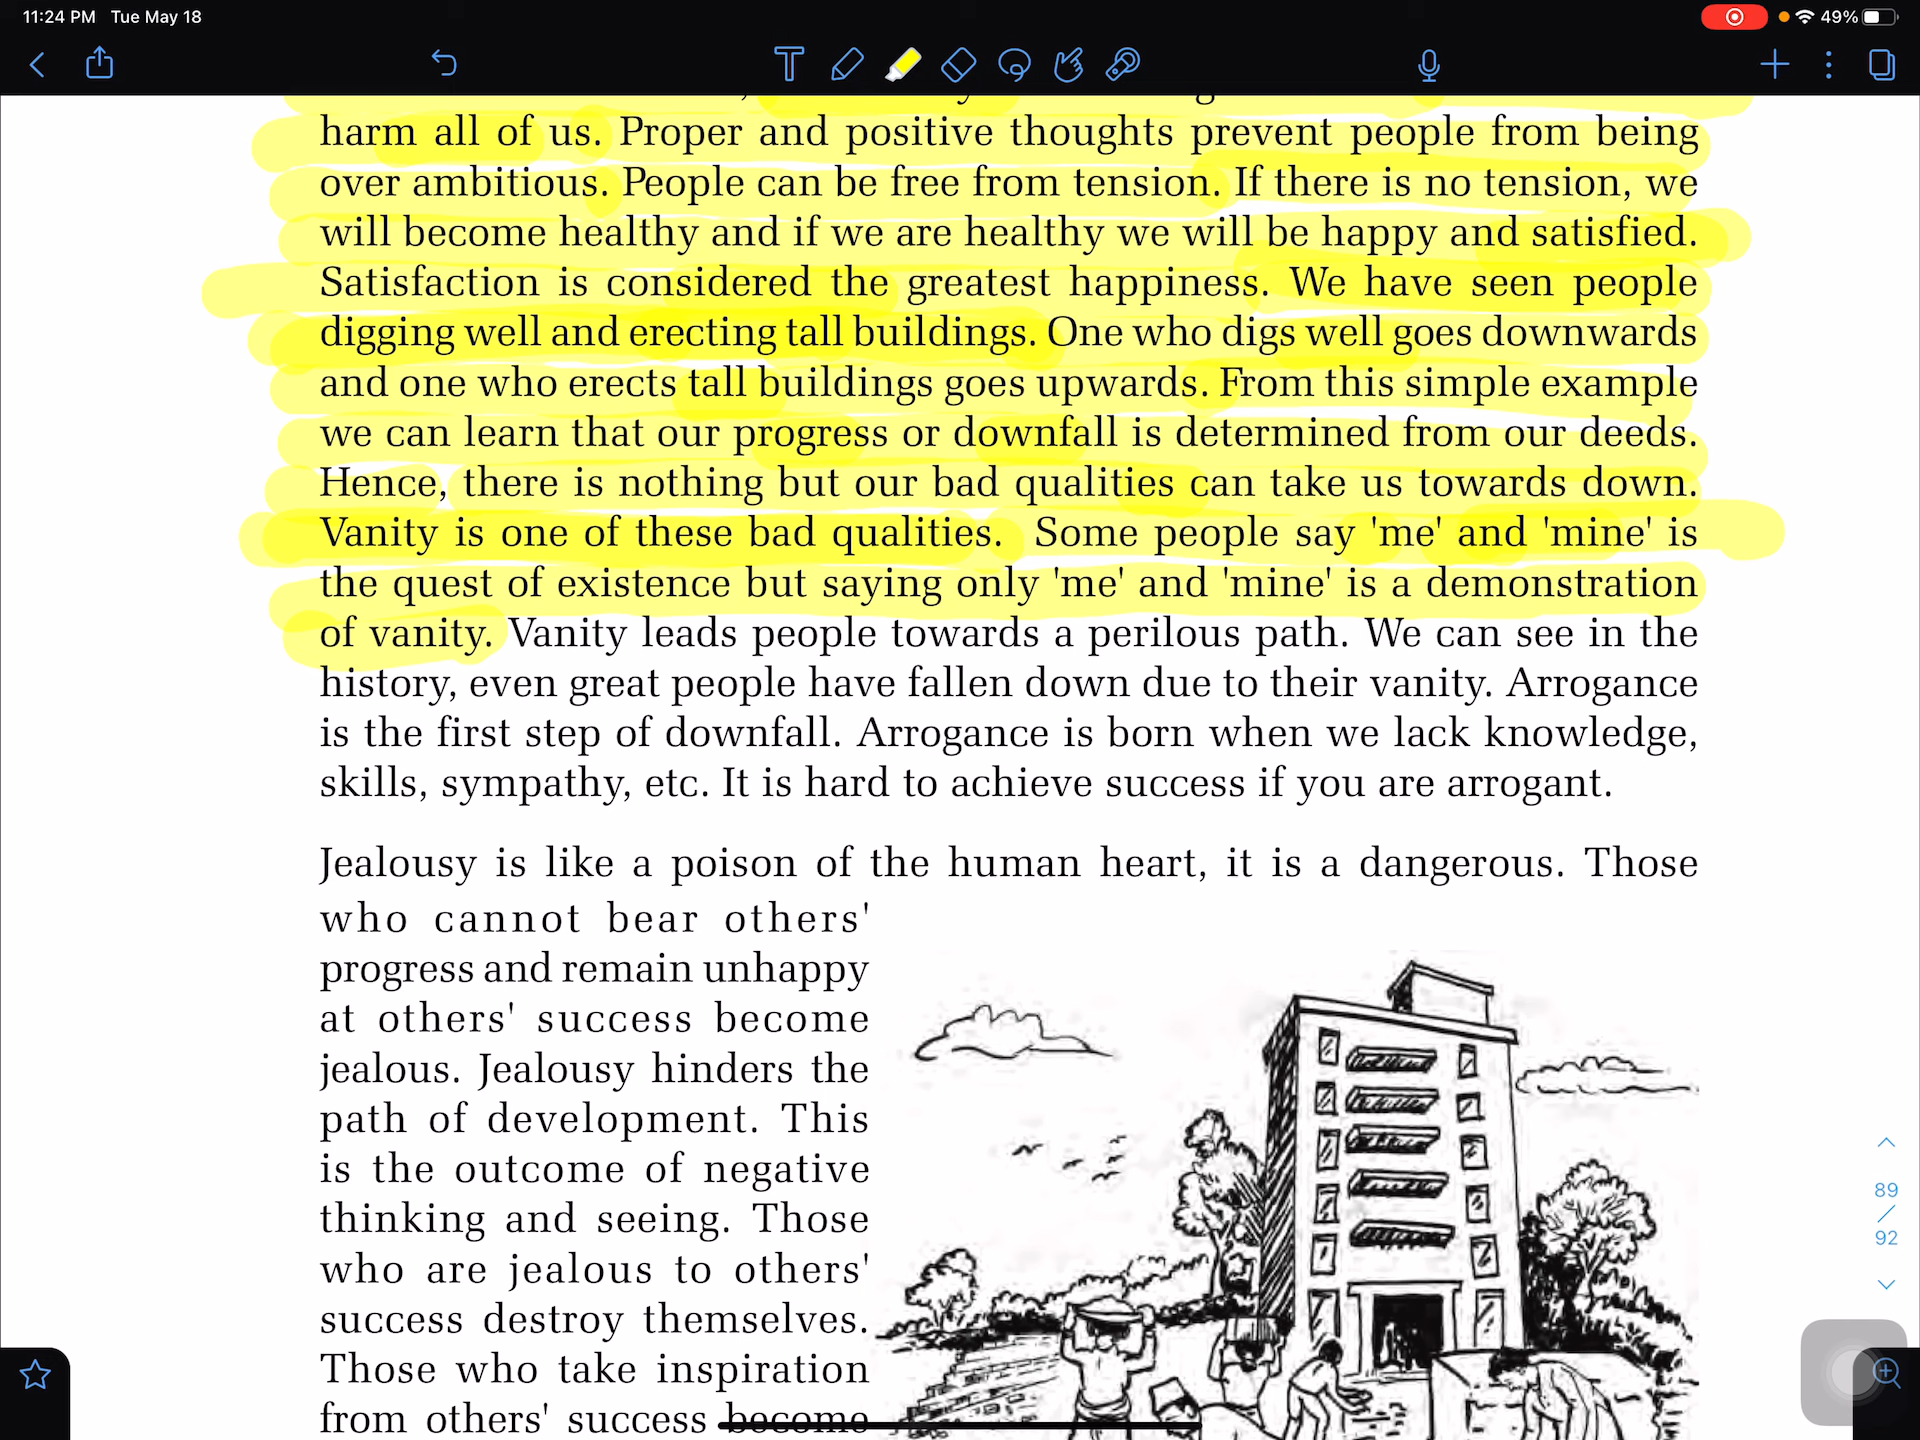 11:24 PM Tue May 18
49%
harm all of us. Proper and positive thoughts prevent people from being
over ambitious. People can be free from tension. If there is no tension, we
will become healthy and if we are healthy we will be happy and satisfied.
Satisfaction is considered the greatest happiness. We have seen people
digging well and erecting tall buildings. One who digs well goes downwards
and one who erects tall buildings goes upwards. From this simple example
we can learn that our progress or downfall is determined from our deeds.
Hence, there is nothing but our bad qualities can take us towards down.
Vanity is one of these bad qualities. Some people say 'me' and 'mine' is
the quest of existence but saying only 'me' and 'mine' is a demonstration
of vanity. Vanity leads people towards a perilous path. We can see in the
history, even great people have fallen down due to their vanity. Arrogance
is the first step of downfall. Arrogance is born when we lack knowledge,
skills, sympathy, etc. It is hard to achieve success if you are arrogant.
Jealousy is like a poison of the human heart, it is a dangerous. Those
who cannot bear others'
progress and remain unhappy
at others' success become
jealous. Jealousy hinders the
path of development. This
is the outcome of negative
thinking and seeing. Those
who are jealous to others'
success destroy themselves.
Those who take inspiration
from others' success become
89
/
92